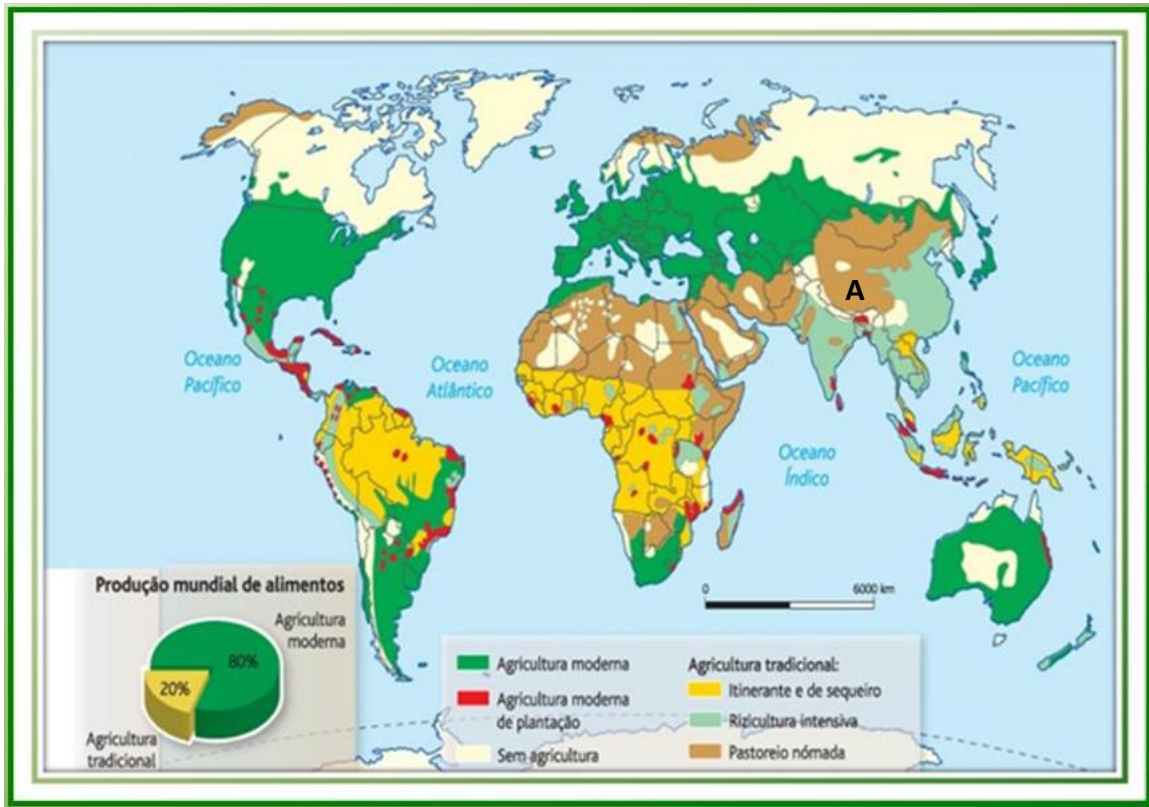 A
Oceano
Pacífico
Oceano
Atlântico
Oceano
Pacífico
Oceano
Índico
0 6000 km
Produção mundial de alimentos
Agricultura
moderna
80%
20%
Agricultura
tradicional
Agricultura moderna
Agricultura moderna
de plantação
Sem agricultura
Agricultura tradicional:
Itinerante e de sequeiro
Rizicultura intensiva
Pastoreio nómada